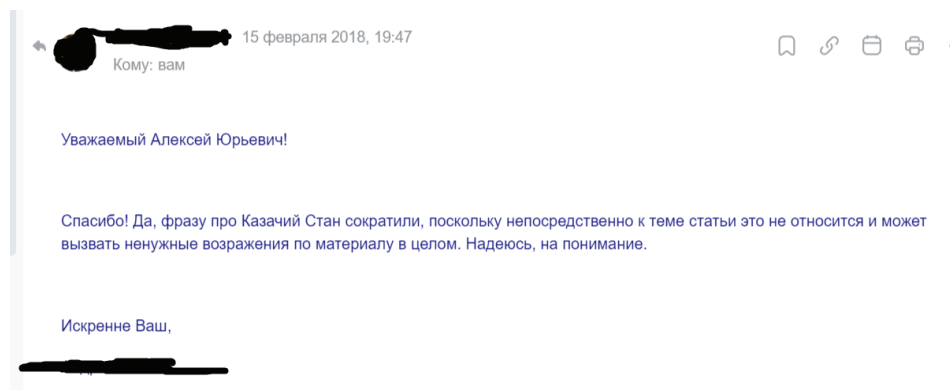 15 февраля 2018, 19:47
Кому: вам
Уважаемый Алексей Юрьевич!
Спасибо! Да, фразу про Казачий Стан сократили, поскольку непосредственно к теме статьи это не относится и может
вызвать ненужные возражения по материалу в целом. Надеюсь, на понимание.
Искренне Ваш,